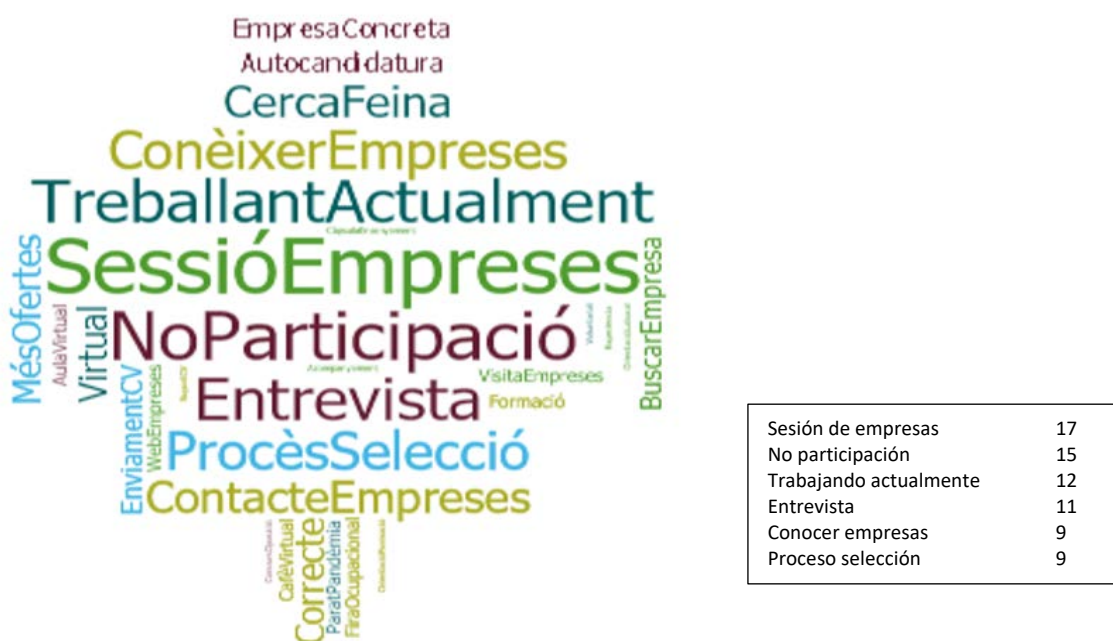 EmpresaConcreta
Autocandidatura
CercaFeina
ConèixerEmpreses
TreballantActualment
SessióEmpreses
MésOfertes
AulaVirtual
Virtual
NoParticipació
BuscarEmpresa
Acompanyament
VisitaEmpreses
Entrevista
Formació
EnviamentCV
WebEmpreses
ProcèsSelecció
ContacteEmpreses
CafèVirtual
Correcte
ParatPandèmia
FiraOcupacional
Sesión de empresas 17
No participación 15
Trabajando actualmente 12
Entrevista 11
Conocer empresas 9
Proceso selección 9